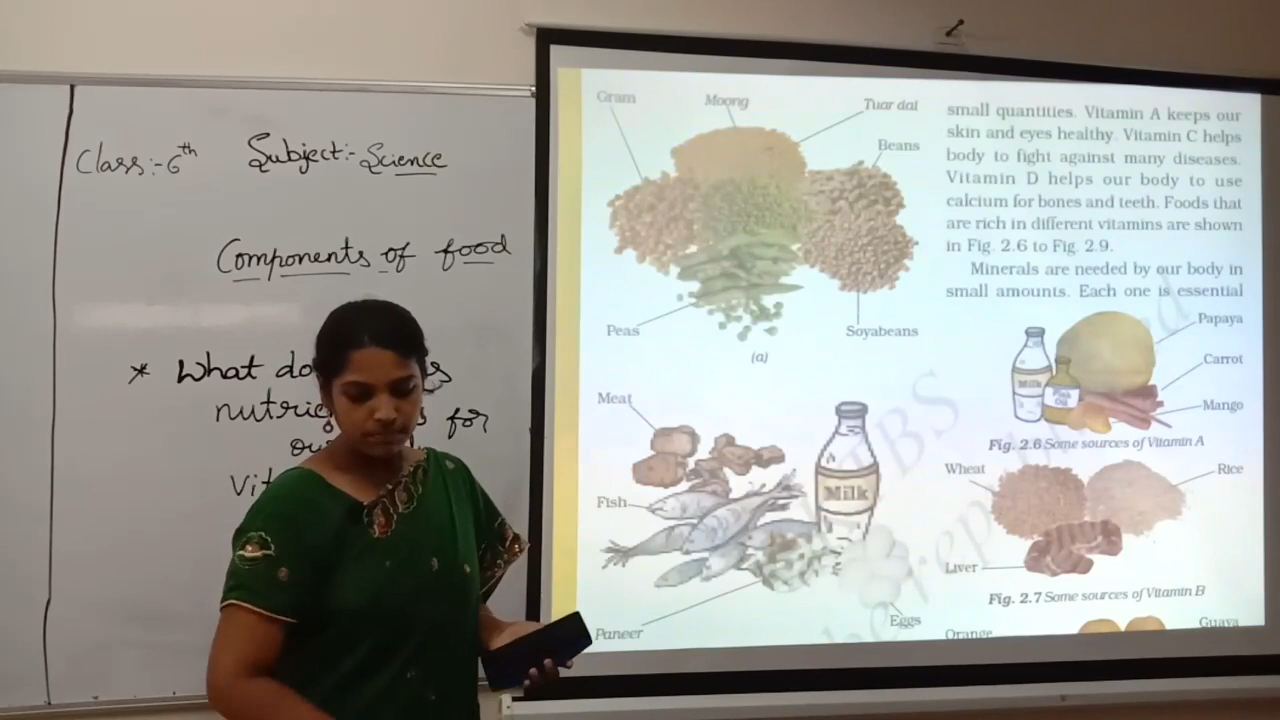 Class:- 6th Subject:- Science
Components of food
* What do
nutri for
Gram
Moong
Tuar dal
Beans
Peas
Soyabeans
(a)
Meat
Fish
Milk
Paneer
Eggs
small quantities. Vitamin A keeps our
skin and eyes healthy. Vitamin C helps
body to fight against many diseases.
Vitamin D helps our body to use
calcium for bones and teeth. Foods that
are rich in different vitamins are shown
in Fig. 2.6 to Fig. 2.9.
Minerals are needed by our body in
small amounts. Each one is essential
Papaya
Carrot
Mango
Milk
Fish
Oil
Fig. 2.6 Some sources of Vitamin A
Wheat
Rice
Liver
Fig. 2.7 Some sources of Vitamin B
Orange
Guava